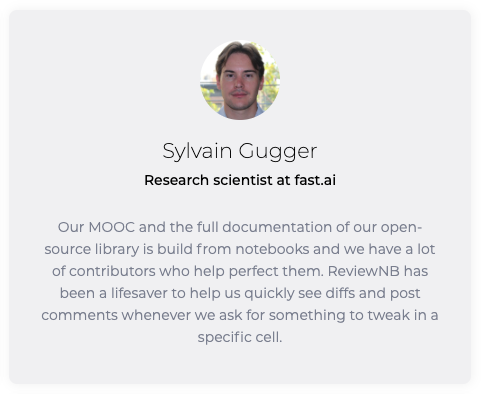 Sylvain Gugger
Research scientist at fast.ai
Our MOOC and the full documentation of our open-
source library is build from notebooks and we have a lot
of contributors who help perfect them. ReviewNB has
been a lifesaver to help us quickly see diffs and post
comments whenever we ask for something to tweak in a
specific cell.